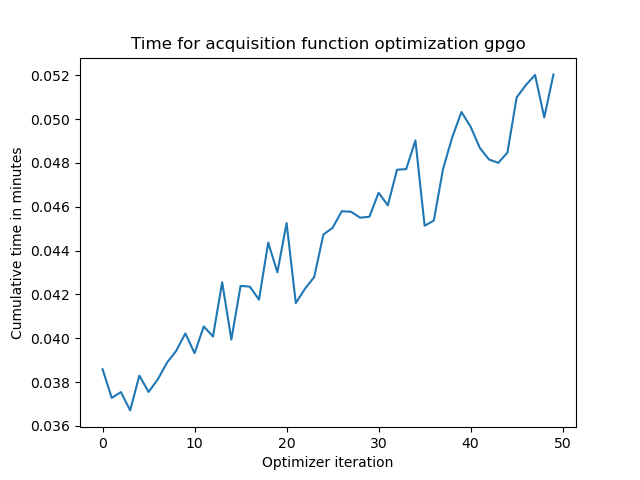 Time for acquisition function optimization gpgo
0.052
0.050
0.048
0.046
0.044
0.042
0.040
0.038
0.036
Cumulative time in minutes
0 10 20 30 40 50
Optimizer iteration